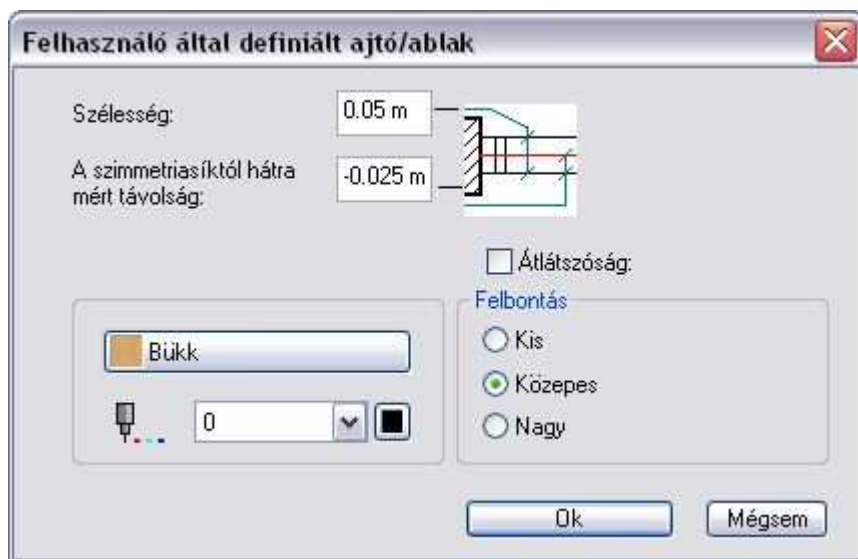 Felhasználó által definiált ajtó/ablak
Szélesség:
0.05 m
A szimmetriasíktól hátra
mért távolság:
-0.025 m
Átlátszóság:
Bükk
0
Felbontás
Kis
Közepes
Nagy
Ok
Mégsem